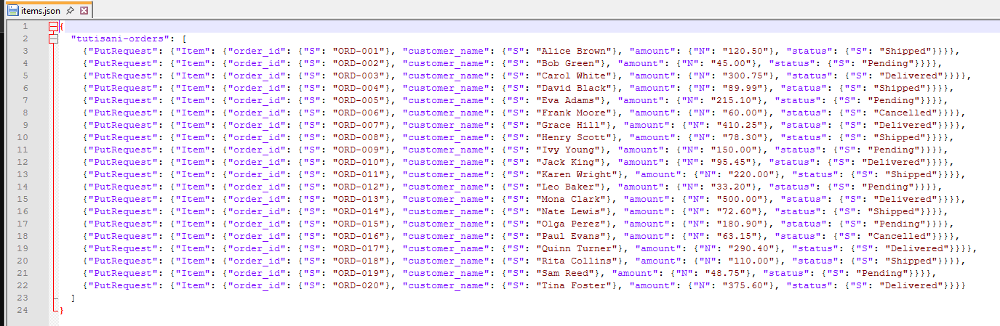 items.json
1 {
2 "tutisani-orders": [
3 {"PutRequest": {"Item": {"order_id": {"S": "ORD-001"}, "customer_name": {"S": "Alice Brown"}, "amount": {"N": "120.50"}, "status": {"S": "Shipped"}}}},
4 {"PutRequest": {"Item": {"order_id": {"S": "ORD-002"}, "customer_name": {"S": "Bob Green"}, "amount": {"N": "45.00"}, "status": {"S": "Pending"}}}},
5 {"PutRequest": {"Item": {"order_id": {"S": "ORD-003"}, "customer_name": {"S": "Carol White"}, "amount": {"N": "300.75"}, "status": {"S": "Delivered"}}}},
6 {"PutRequest": {"Item": {"order_id": {"S": "ORD-004"}, "customer_name": {"S": "David Black"}, "amount": {"N": "89.99"}, "status": {"S": "Shipped"}}}},
7 {"PutRequest": {"Item": {"order_id": {"S": "ORD-005"}, "customer_name": {"S": "Eva Adams"}, "amount": {"N": "215.10"}, "status": {"S": "Pending"}}}},
8 {"PutRequest": {"Item": {"order_id": {"S": "ORD-006"}, "customer_name": {"S": "Frank Moore"}, "amount": {"N": "60.00"}, "status": {"S": "Cancelled"}}}},
9 {"PutRequest": {"Item": {"order_id": {"S": "ORD-007"}, "customer_name": {"S": "Grace Hill"}, "amount": {"N": "410.25"}, "status": {"S": "Delivered"}}}},
10 {"PutRequest": {"Item": {"order_id": {"S": "ORD-008"}, "customer_name": {"S": "Henry Scott"}, "amount": {"N": "78.30"}, "status": {"S": "Shipped"}}}},
11 {"PutRequest": {"Item": {"order_id": {"S": "ORD-009"}, "customer_name": {"S": "Ivy Young"}, "amount": {"N": "150.00"}, "status": {"S": "Pending"}}}},
12 {"PutRequest": {"Item": {"order_id": {"S": "ORD-010"}, "customer_name": {"S": "Jack King"}, "amount": {"N": "95.45"}, "status": {"S": "Delivered"}}}},
13 {"PutRequest": {"Item": {"order_id": {"S": "ORD-011"}, "customer_name": {"S": "Karen Wright"}, "amount": {"N": "220.00"}, "status": {"S": "Shipped"}}}},
14 {"PutRequest": {"Item": {"order_id": {"S": "ORD-012"}, "customer_name": {"S": "Leo Baker"}, "amount": {"N": "33.20"}, "status": {"S": "Pending"}}}},
15 {"PutRequest": {"Item": {"order_id": {"S": "ORD-013"}, "customer_name": {"S": "Mona Clark"}, "amount": {"N": "500.00"}, "status": {"S": "Delivered"}}}},
16 {"PutRequest": {"Item": {"order_id": {"S": "ORD-014"}, "customer_name": {"S": "Nate Lewis"}, "amount": {"N": "72.60"}, "status": {"S": "Shipped"}}}},
17 {"PutRequest": {"Item": {"order_id": {"S": "ORD-015"}, "customer_name": {"S": "Olga Perez"}, "amount": {"N": "180.90"}, "status": {"S": "Pending"}}}},
18 {"PutRequest": {"Item": {"order_id": {"S": "ORD-016"}, "customer_name": {"S": "Paul Evans"}, "amount": {"N": "63.15"}, "status": {"S": "Cancelled"}}}},
19 {"PutRequest": {"Item": {"order_id": {"S": "ORD-017"}, "customer_name": {"S": "Quinn Turner"}, "amount": {"N": "290.40"}, "status": {"S": "Delivered"}}}},
20 {"PutRequest": {"Item": {"order_id": {"S": "ORD-018"}, "customer_name": {"S": "Rita Collins"}, "amount": {"N": "110.00"}, "status": {"S": "Shipped"}}}},
21 {"PutRequest": {"Item": {"order_id": {"S": "ORD-019"}, "customer_name": {"S": "Sam Reed"}, "amount": {"N": "48.75"}, "status": {"S": "Pending"}}}},
22 {"PutRequest": {"Item": {"order_id": {"S": "ORD-020"}, "customer_name": {"S": "Tina Foster"}, "amount": {"N": "375.60"}, "status": {"S": "Delivered"}}}}
23 ]
24 }